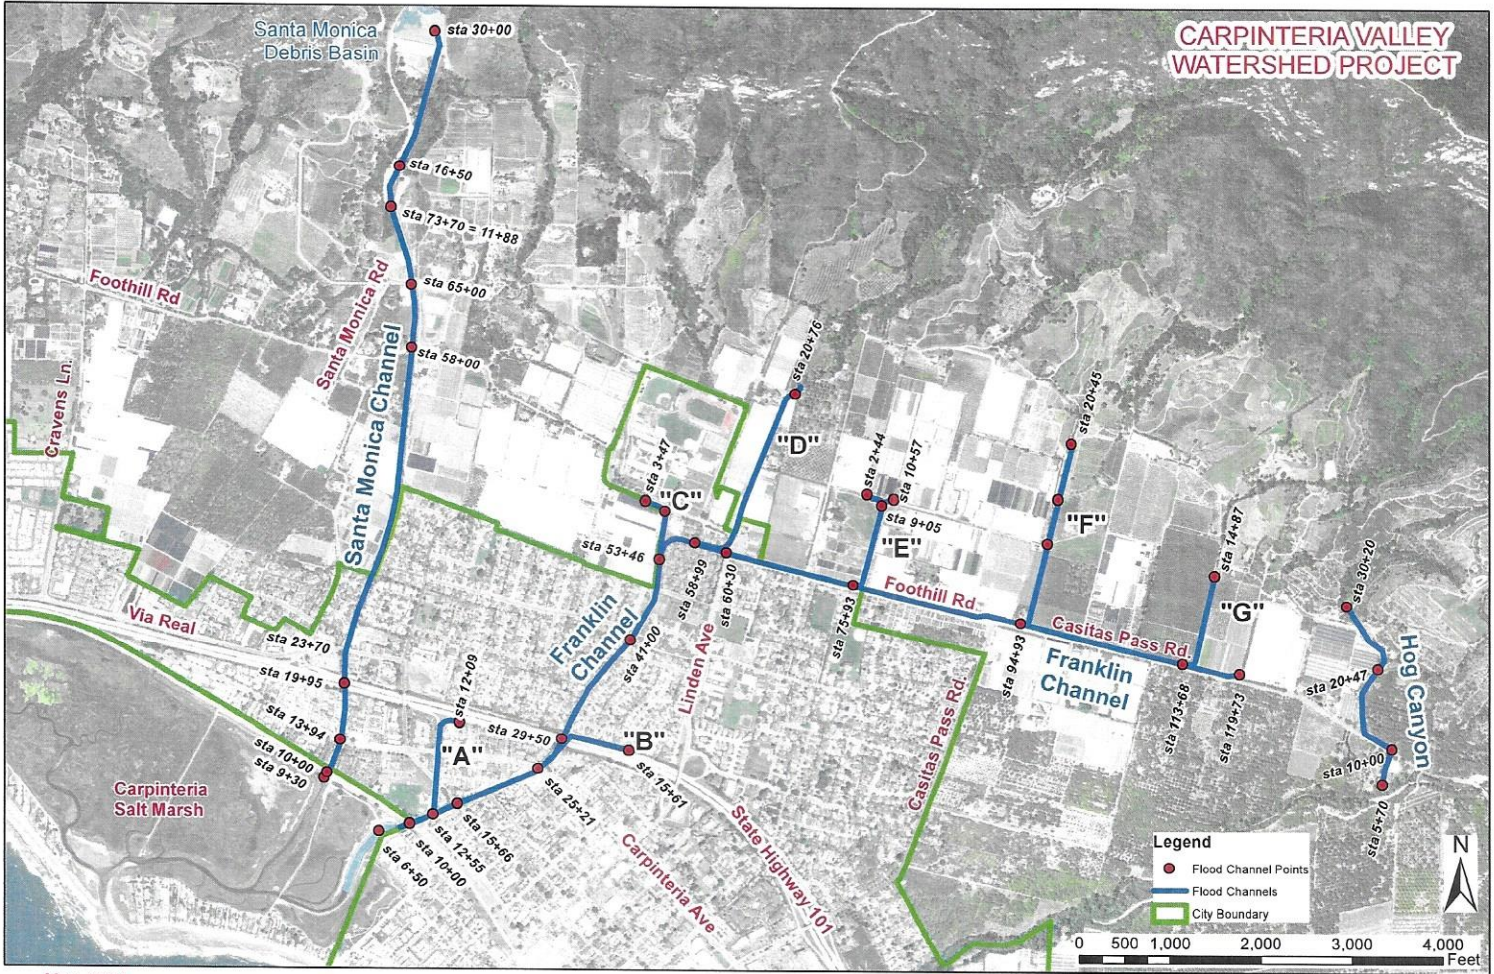 Santa Monica
Debris Basin
sta 30+00
CARPINTERIA VALLEY
WATERSHED PROJECT
sta 16+50
sta 73+70 = 11+88
sta 65+00
Foothill Rd
Santa Monica Rd
sta 58+00
Santa Monica Channel
Cravens Ln.
sta 20+76
"D"
sta 3+47
"C"
sta 2+44
sta 10+57
sta 9+05
"E"
sta 20+45
"F"
sta 14+87
"G"
sta 30+20
sta 53+46
sta 58+99
sta 60+30
Foothill Rd.
sta 75+93
Franklin
Channel
sta 41+00
Linden Ave
Casitas Pass Rd.
sta 94+93
Franklin
Channel
sta 113+68
sta 119+73
Hog Canyon
sta 20+47
sta 10+00
sta 5+70
Via Real
sta 23+70
sta 19+95
sta 13+94
sta 10+00
sta 9+30
sta 12+09
"A"
sta 29+50
"B"
sta 15+61
Casitas Pass Rd.
Carpinteria
Salt Marsh
sta 25+21
sta 15+66
sta 12+55
sta 10+00
sta 6+50
Carpinteria Ave
State Highway 101
Legend
Flood Channel Points
Flood Channels
City Boundary
N
0 500 1,000 2,000 3,000 4,000
Feet